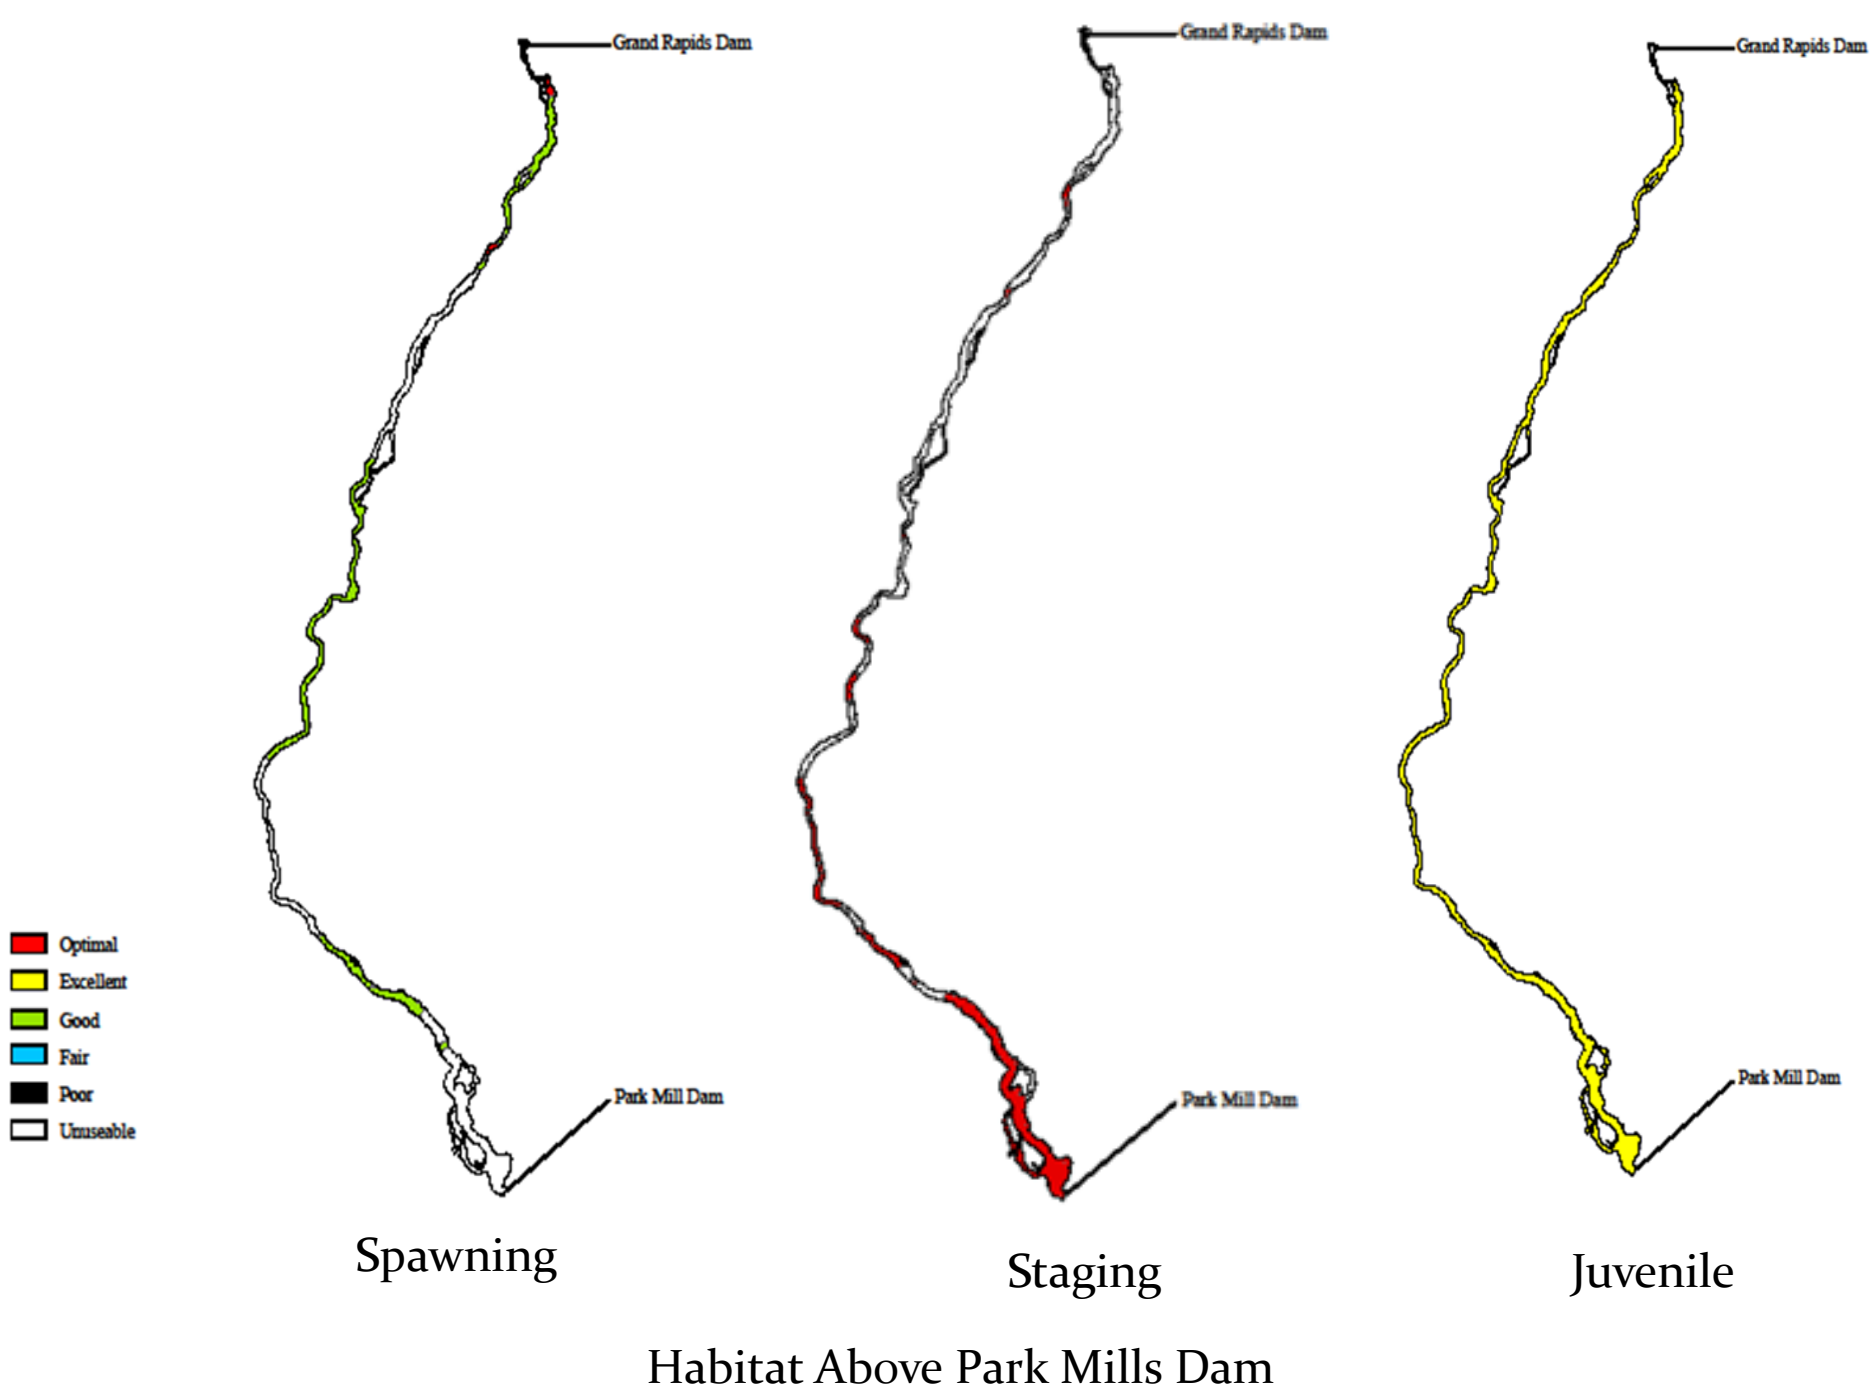 Grand Rapids Dam
Grand Rapids Dam
Grand Rapids Dam
Optimal
Excellent
Good
Fair
Poor
Unuseable
Park Mill Dam
Park Mill Dam
Park Mill Dam
Spawning
Staging
Juvenile
Habitat Above Park Mills Dam